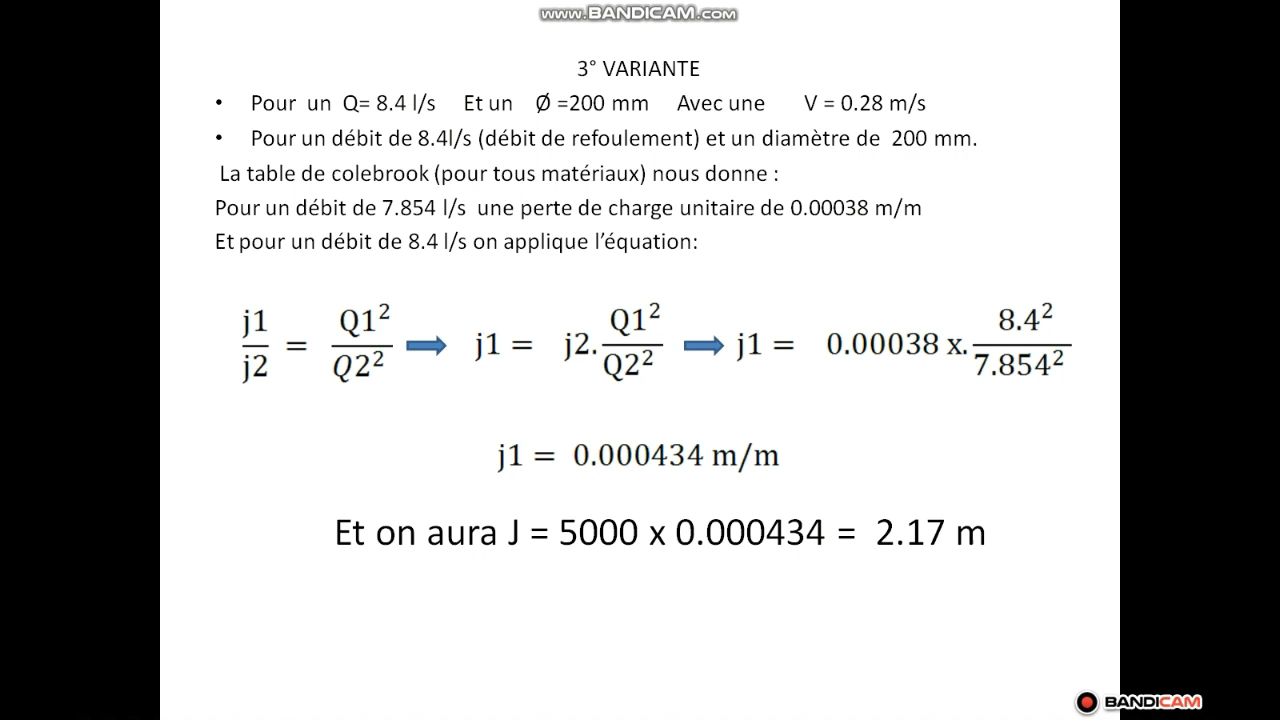 www.BANDICAM.com
3° VARIANTE
• Pour un Q= 8.4 l/s Et un Ø =200 mm Avec une V = 0.28 m/s
• Pour un débit de 8.4l/s (débit de refoulement) et un diamètre de 200 mm.
La table de colebrook (pour tous matériaux) nous donne :
Pour un débit de 7.854 l/s une perte de charge unitaire de 0.00038 m/m
Et pour un débit de 8.4 l/s on applique l’équation:
j1/j2 = Q1²/Q2² ➡ j1 = j2.Q1²/Q2² ➡ j1 = 0.00038 x.8.4²/7.854²
j1 = 0.000434 m/m
Et on aura J = 5000 x 0.000434 = 2.17 m
BANDICAM